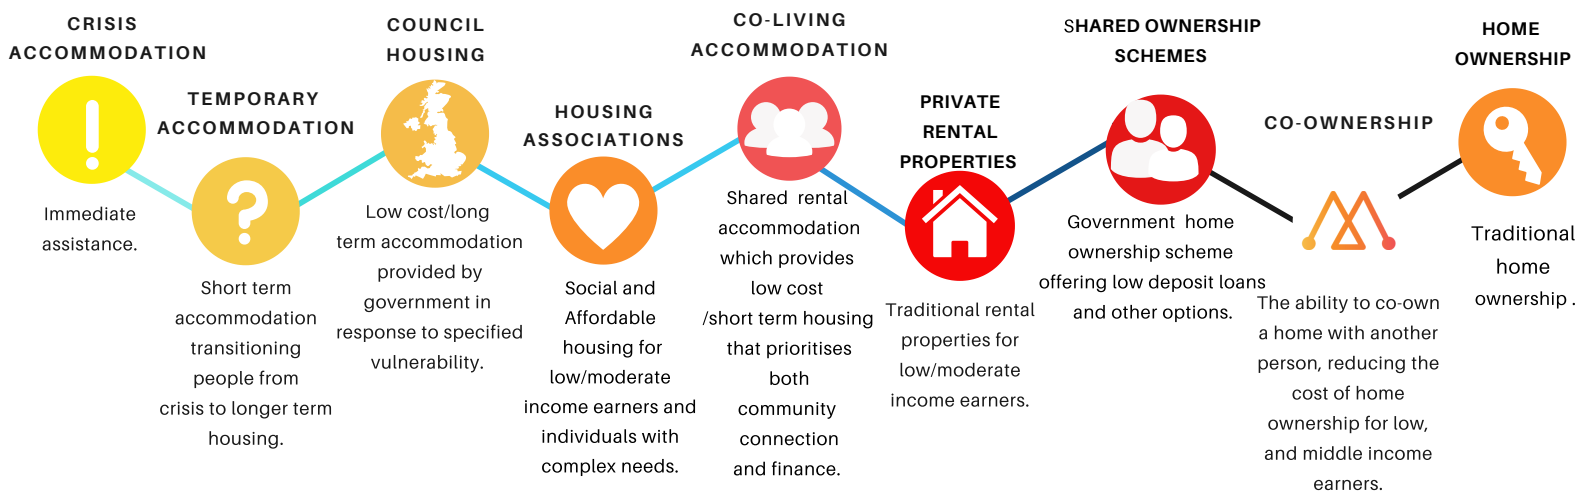 CRISIS
ACCOMMODATION
Immediate
assistance.
TEMPORARY
ACCOMMODATION
Short term
accommodation
transitioning
people from
crisis to longer term
housing.
COUNCIL
HOUSING
Low cost/long
term accommodation
provided by
government in
response to specified
vulnerability.
HOUSING
ASSOCIATIONS
Social and
Affordable
housing for
low/moderate
income earners and
individuals with
complex needs.
CO-LIVING
ACCOMMODATION
Shared rental
accommodation
which provides
low cost
/short term housing
that prioritises
both
community
connection
and finance.
PRIVATE
RENTAL
PROPERTIES
Traditional rental
properties for
low/moderate
income earners.
SHARED OWNERSHIP
SCHEMES
Government home
ownership scheme
offering low deposit loans
and other options.
CO-OWNERSHIP
The ability to co-own
a home with another
person, reducing the
cost of home
ownership for low,
and middle income
earners.
HOME
OWNERSHIP
Traditional
home
ownership .